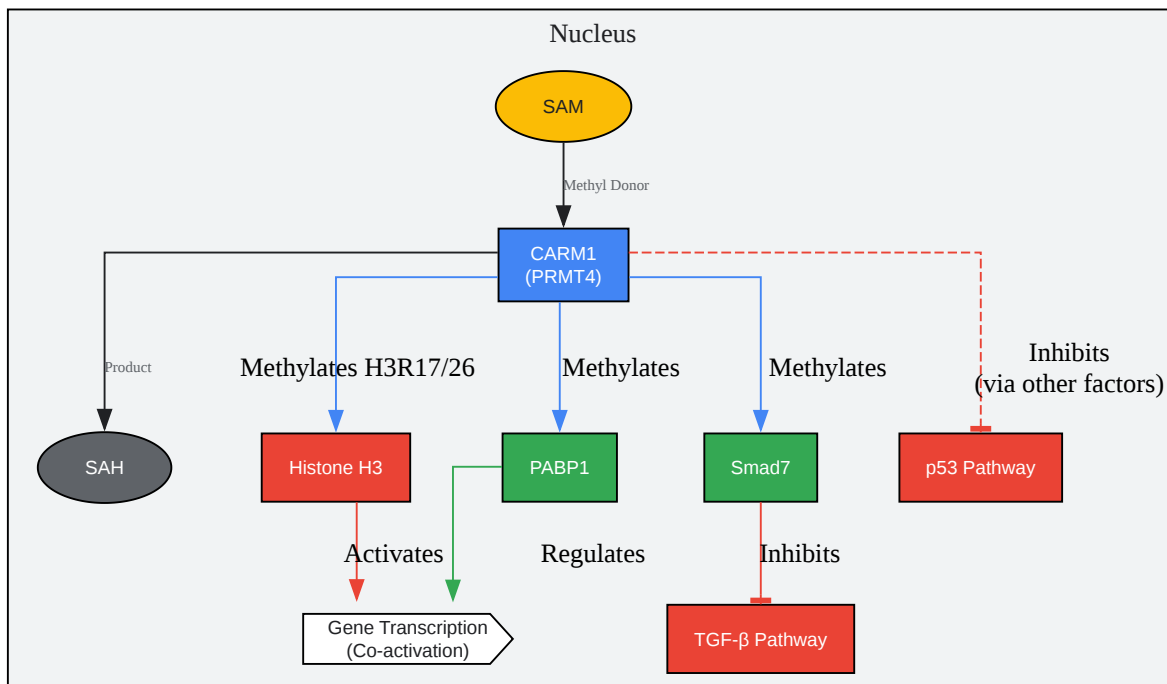 Nucleus
SAM
Methyl Donor
CARM1
(PRMT4)
Product
Methylates H3R17/26
Methylates
Methylates
Inhibits
(via other factors)
SAH
Histone H3
PABP1
Smad7
p53 Pathway
Activates
Regulates
Inhibits
Gene Transcription
(Co-activation)
TGF-β Pathway